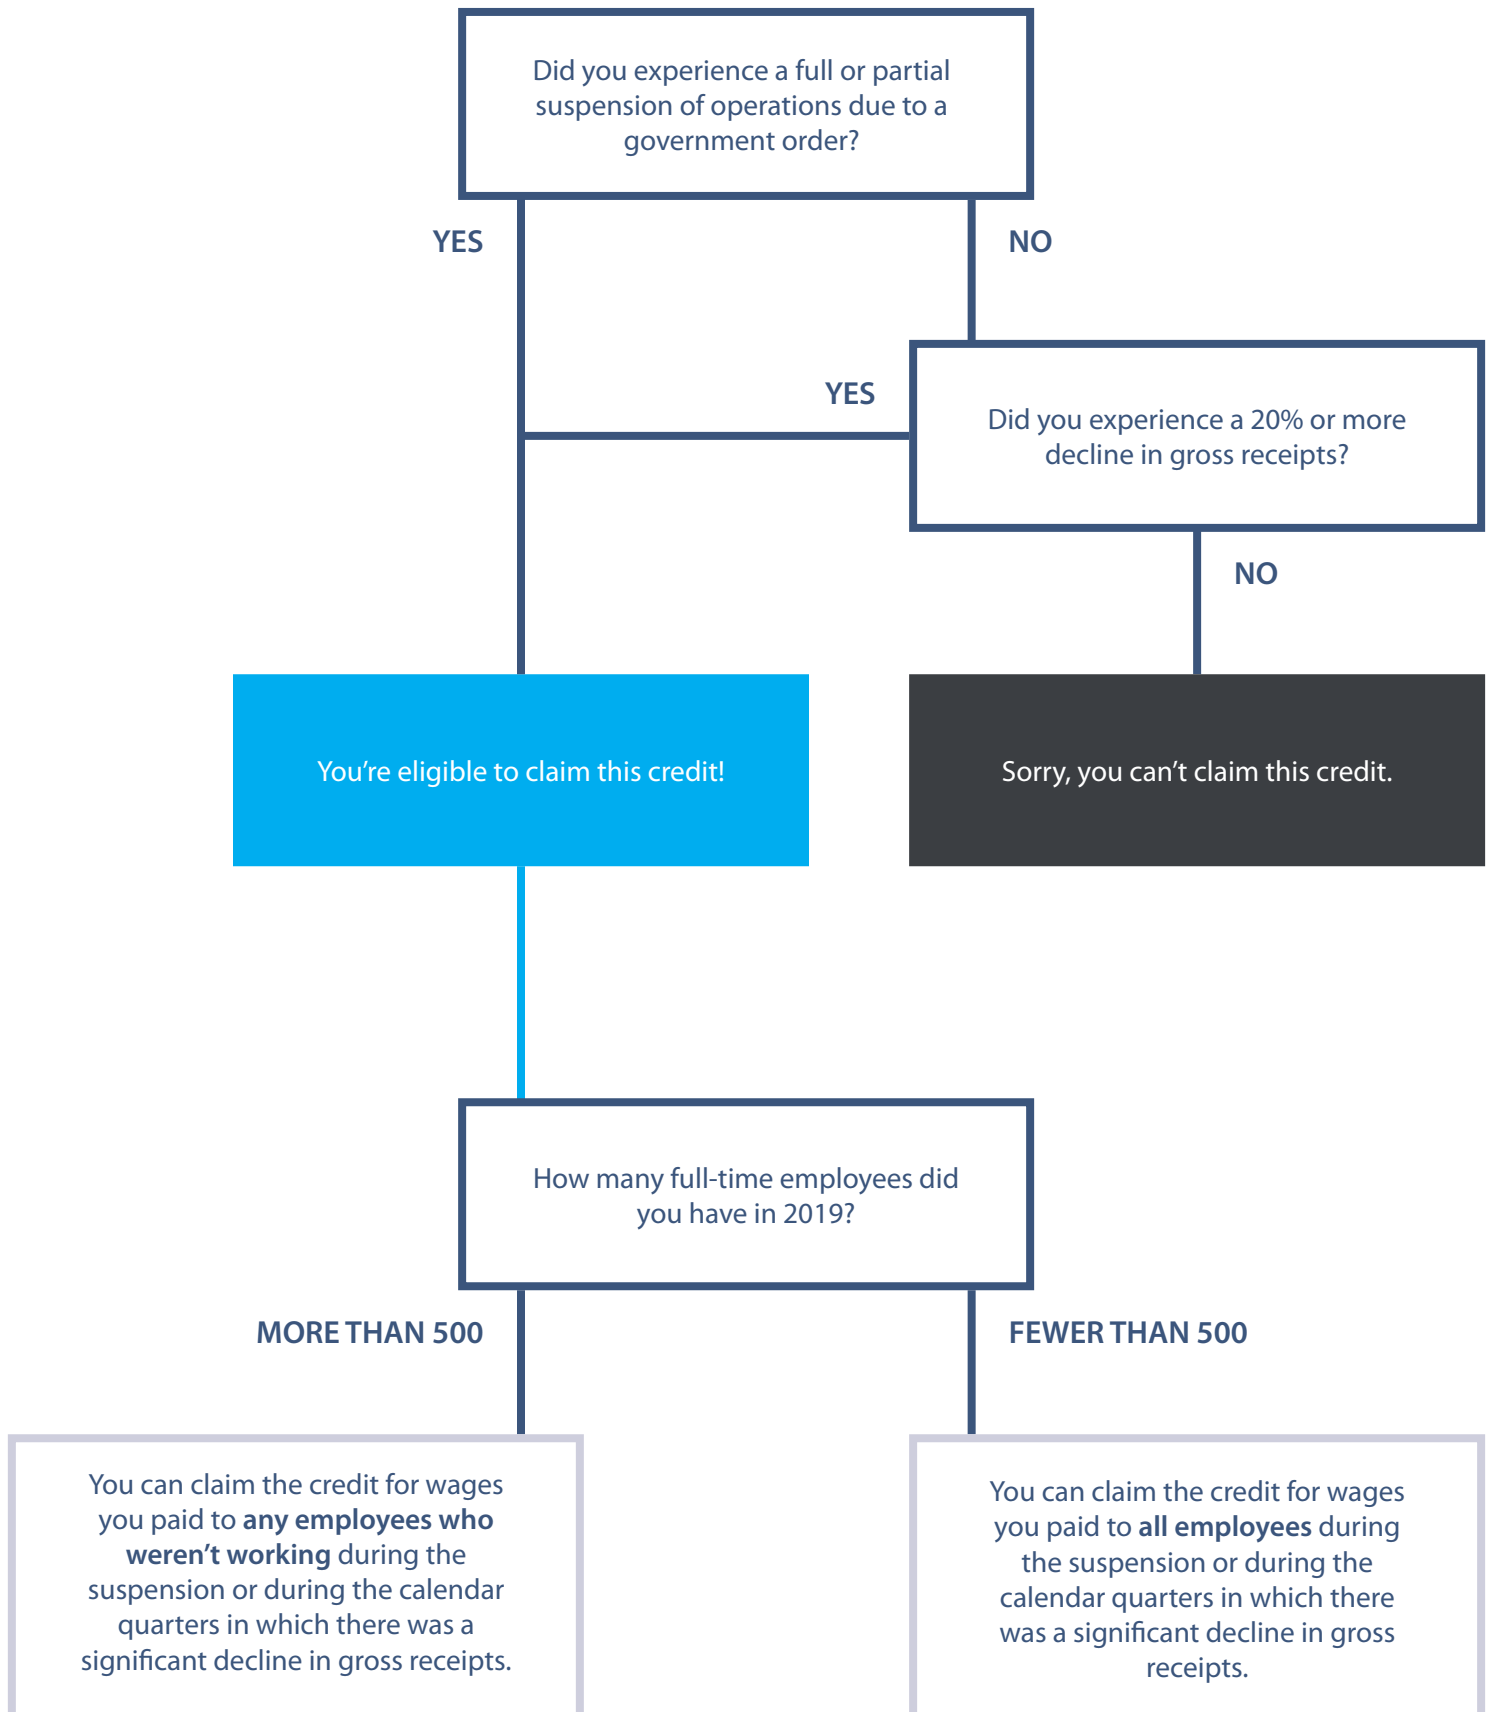 Did you experience a full or partial
suspension of operations due to a
government order?
YES
NO
YES
Did you experience a 20% or more
decline in gross receipts?
NO
You’re eligible to claim this credit!
Sorry, you can’t claim this credit.
How many full-time employees did
you have in 2019?
MORE THAN 500
FEWER THAN 500
You can claim the credit for wages
you paid to any employees who
weren't working during the
suspension or during the calendar
quarters in which there was a
significant decline in gross receipts.
You can claim the credit for wages
you paid to all employees during
the suspension or during the
calendar quarters in which there
was a significant decline in gross
receipts.